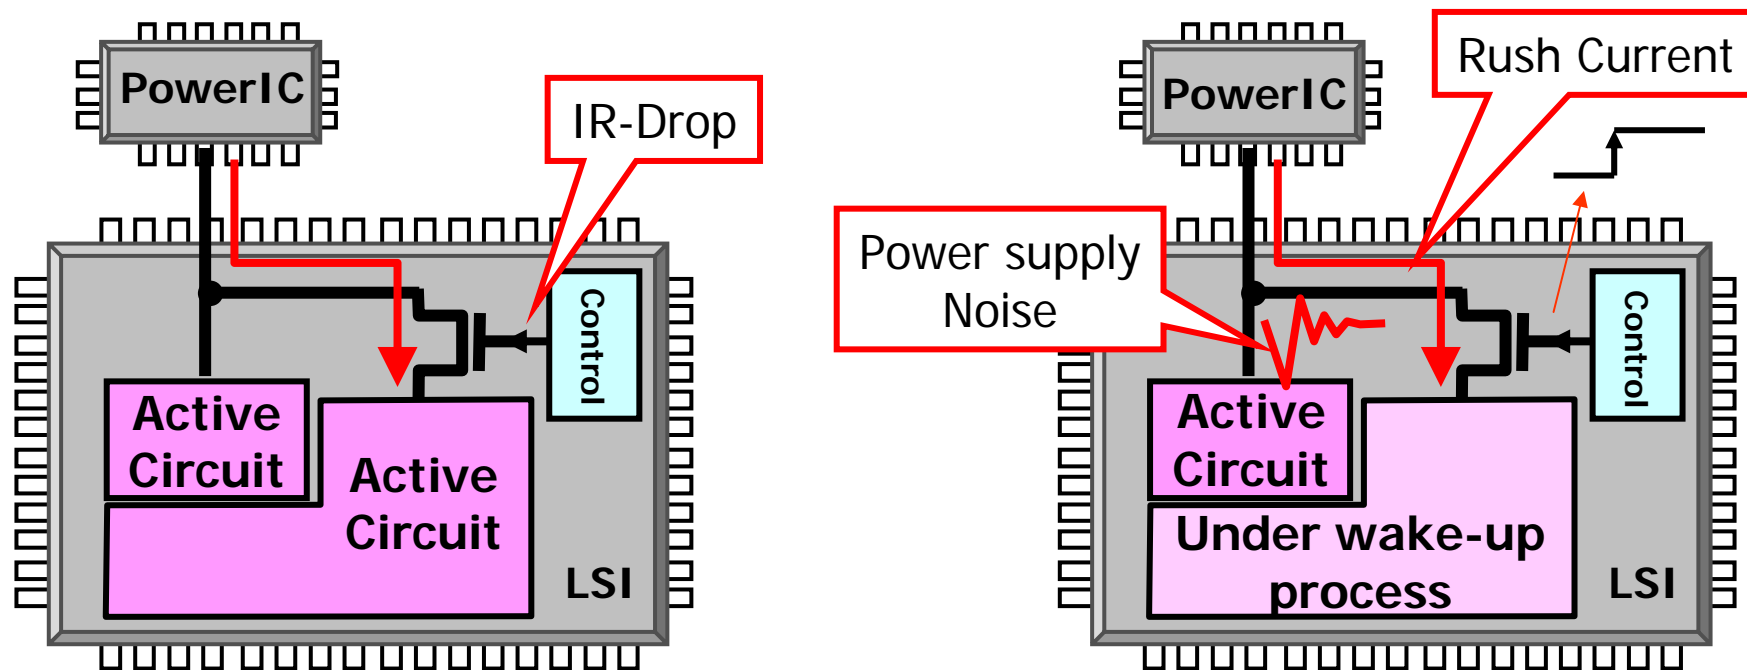 PowerIC
IR-Drop
Control
Active
Circuit
Active
Circuit
LSI
PowerIC
Rush Current
Power supply
Noise
Control
Active
Circuit
Under wake-up
process
LSI